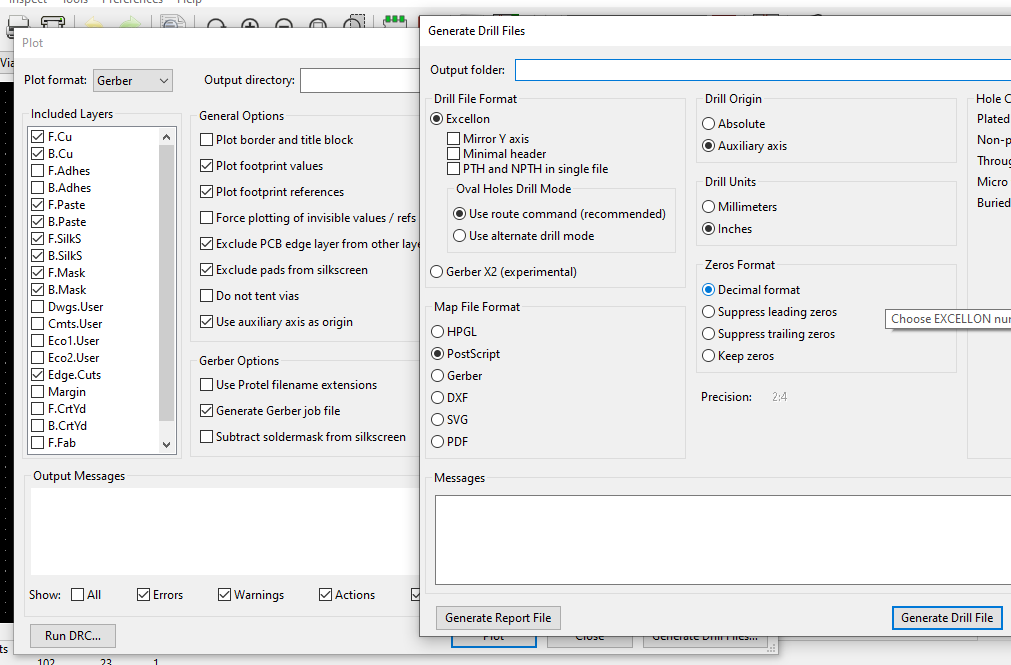 Inspect Tools Preferences Help
Plot
Plot format: Gerber
Output directory:
Included Layers
F.Cu
B.Cu
F.Adhes
B.Adhes
F.Paste
B.Paste
F.SilkS
B.SilkS
F.Mask
B.Mask
Dwgs.User
Cmts.User
Eco1.User
Eco2.User
Edge.Cuts
Margin
F.CrtYd
B.CrtYd
F.Fab
General Options
Plot border and title block
Plot footprint values
Plot footprint references
Force plotting of invisible values / refs
Exclude PCB edge layer from other laye
Exclude pads from silkscreen
Do not tent vias
Use auxiliary axis as origin
Gerber Options
Use Protel filename extensions
Generate Gerber job file
Subtract soldermask from silkscreen
Output Messages
Show: All Errors Warnings Actions
Run DRC...
Plot Close Generate Drill Files...
Generate Drill Files
Output folder:
Drill File Format
Excellon
Mirror Y axis
Minimal header
PTH and NPTH in single file
Oval Holes Drill Mode
Use route command (recommended)
Use alternate drill mode
Gerber X2 (experimental)
Map File Format
HPGL
PostScript
Gerber
DXF
SVG
PDF
Drill Origin
Absolute
Auxiliary axis
Drill Units
Millimeters
Inches
Zeros Format
Decimal format
Suppress leading zeros
Suppress trailing zeros
Keep zeros
Precision: 2:4
Hole C
Plated
Non-p
Throug
Micro
Buried
Choose EXCELLON nu
Messages
Generate Report File
Generate Drill File
Via
ts
102 23 1